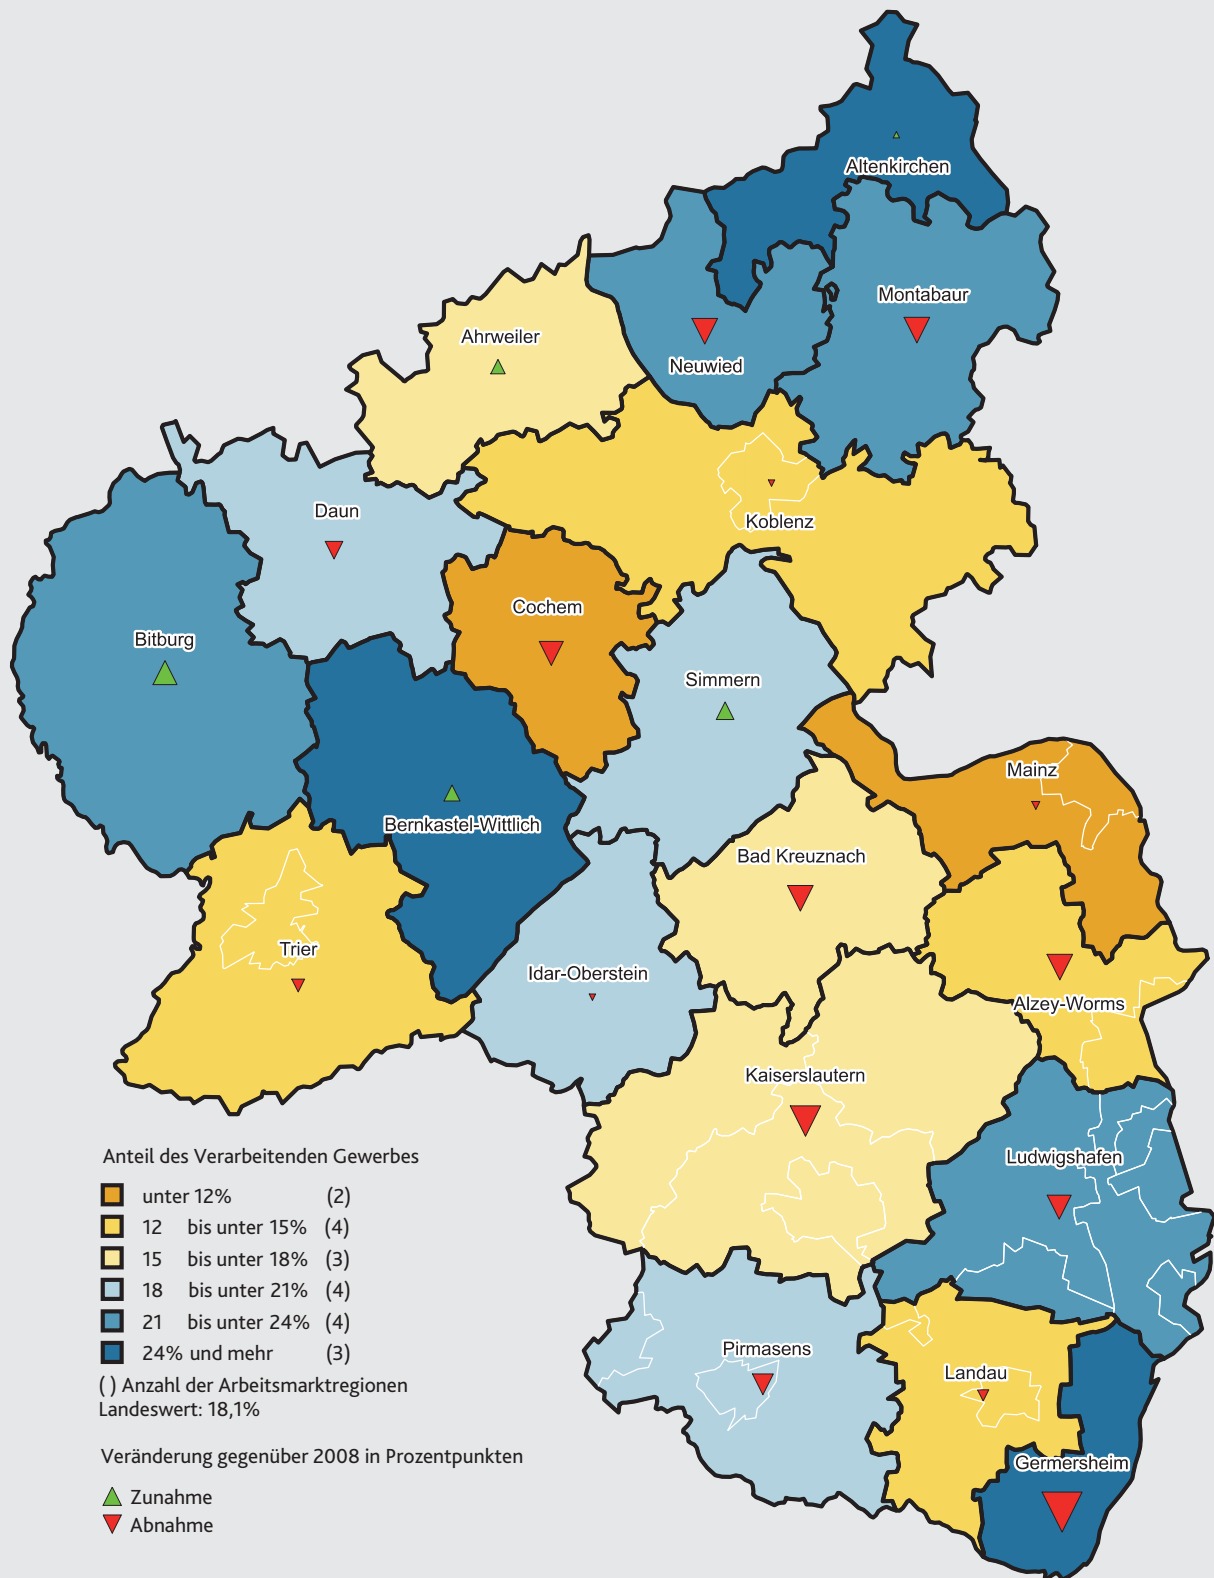 Altenkirchen
Montabaur
Ahrweiler
Neuwied
Daun
Koblenz
Cochem
Bitburg
Simmern
Mainz
Bernkastel-Wittlich
Bad Kreuznach
Trier
Idar-Oberstein
Alzey-Worms
Kaiserslautern
Ludwigshafen
Pirmasens
Landau
Germersheim
Anteil des Verarbeitenden Gewerbes
unter 12% (2)
12 bis unter 15% (4)
15 bis unter 18% (3)
18 bis unter 21% (4)
21 bis unter 24% (4)
24% und mehr (3)
( ) Anzahl der Arbeitsmarktregionen
Landeswert: 18,1%
Veränderung gegenüber 2008 in Prozentpunkten
Zunahme
Abnahme